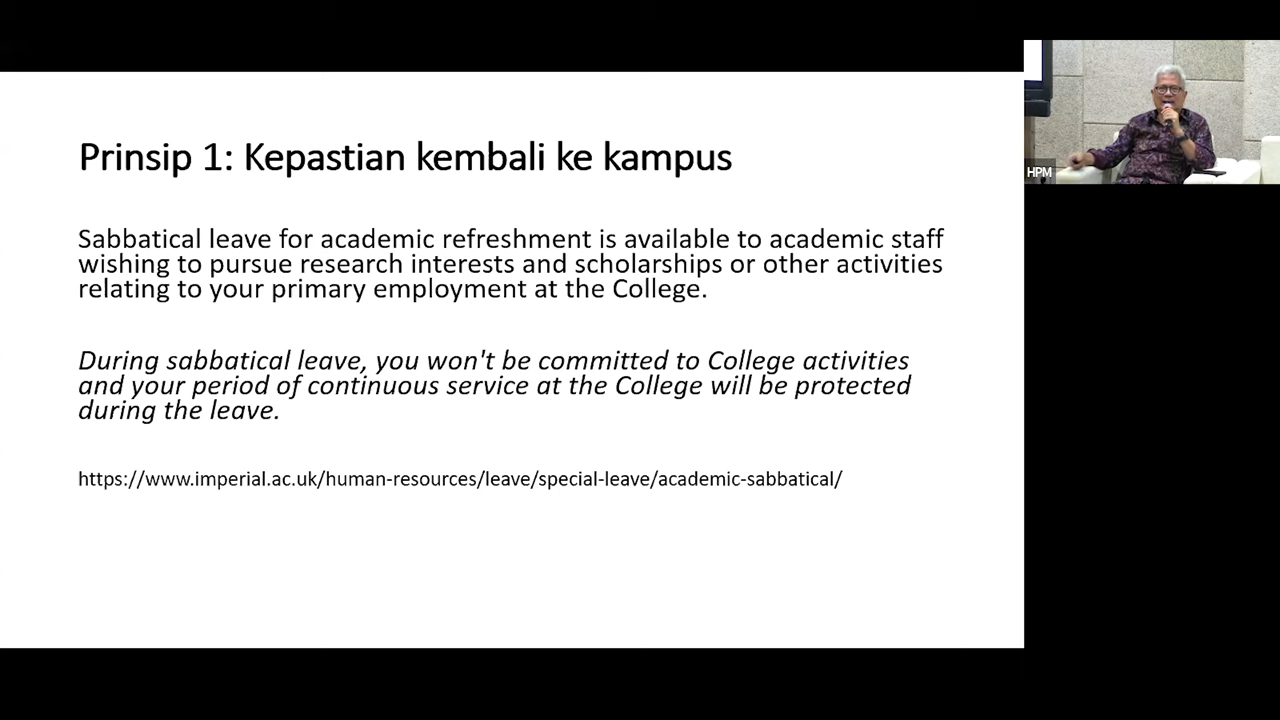 Prinsip 1: Kepastian kembali ke kampus
Sabbatical leave for academic refreshment is available to academic staff
wishing to pursue research interests and scholarships or other activities
relating to your primary employment at the College.
During sabbatical leave, you won't be committed to College activities
and your period of continuous service at the College will be protected
during the leave.
https://www.imperial.ac.uk/human-resources/leave/special-leave/academic-sabbatical/
HPM